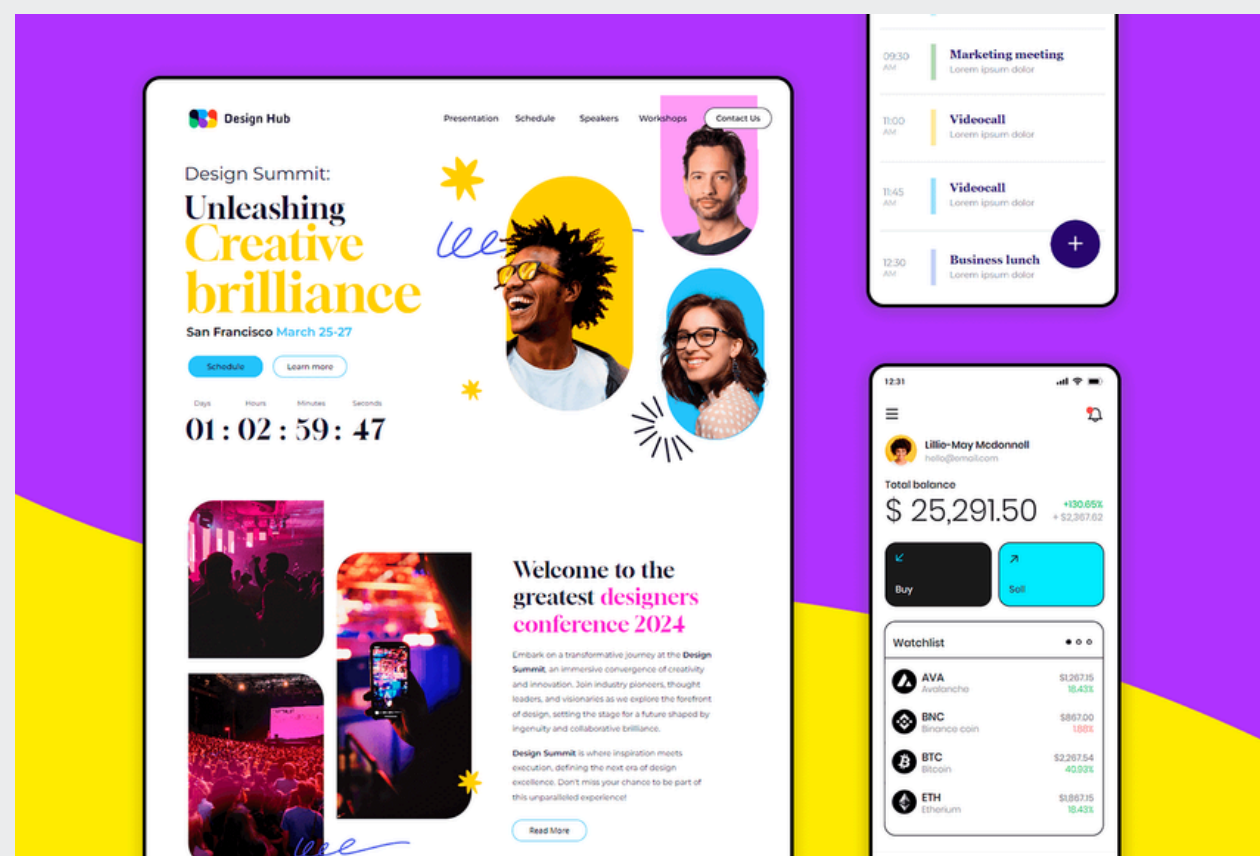 Design Hub
Presentation Schedule Speakers Workshops Contact Us
Design Summit:
Unleashing
Creative
brilliance
San Francisco March 25-27
Schedule Learn more
Days Hours Minutes Seconds
01 : 02 : 59 : 47
Welcome to the
greatest designers
conference 2024
Embark on a transformative journey at the Design
Summit, an immersive convergence of creativity
and innovation. Join industry pioneers, thought
leaders, and visionaries as we explore the forefront
of design, setting the stage for a future shaped by
ingenuity and collaborative brilliance.
Design Summit is where inspiration meets
execution, defining the next era of design
excellence. Don't miss your chance to be part of
this unparalleled experience!
Read More
09:30 Marketing meeting
AM Lorem ipsum dolor
11:00 Videocall
AM Lorem ipsum dolor
11:45 Videocall
AM Lorem ipsum dolor
12:30 Business lunch
AM Lorem ipsum dolor
+
12:31
Lillie-May Mcdonnell
hello@email.com
Total balance
$ 25,291.50
+130.65%
+ $2,367.62
Buy Sell
Watchlist
AVA $1,267.15
Avalanche 18.43%
BNC $867.00
Binance coin 1.88%
BTC $2,267.54
Bitcoin 40.93%
ETH $1,867.15
Etherium 18.43%